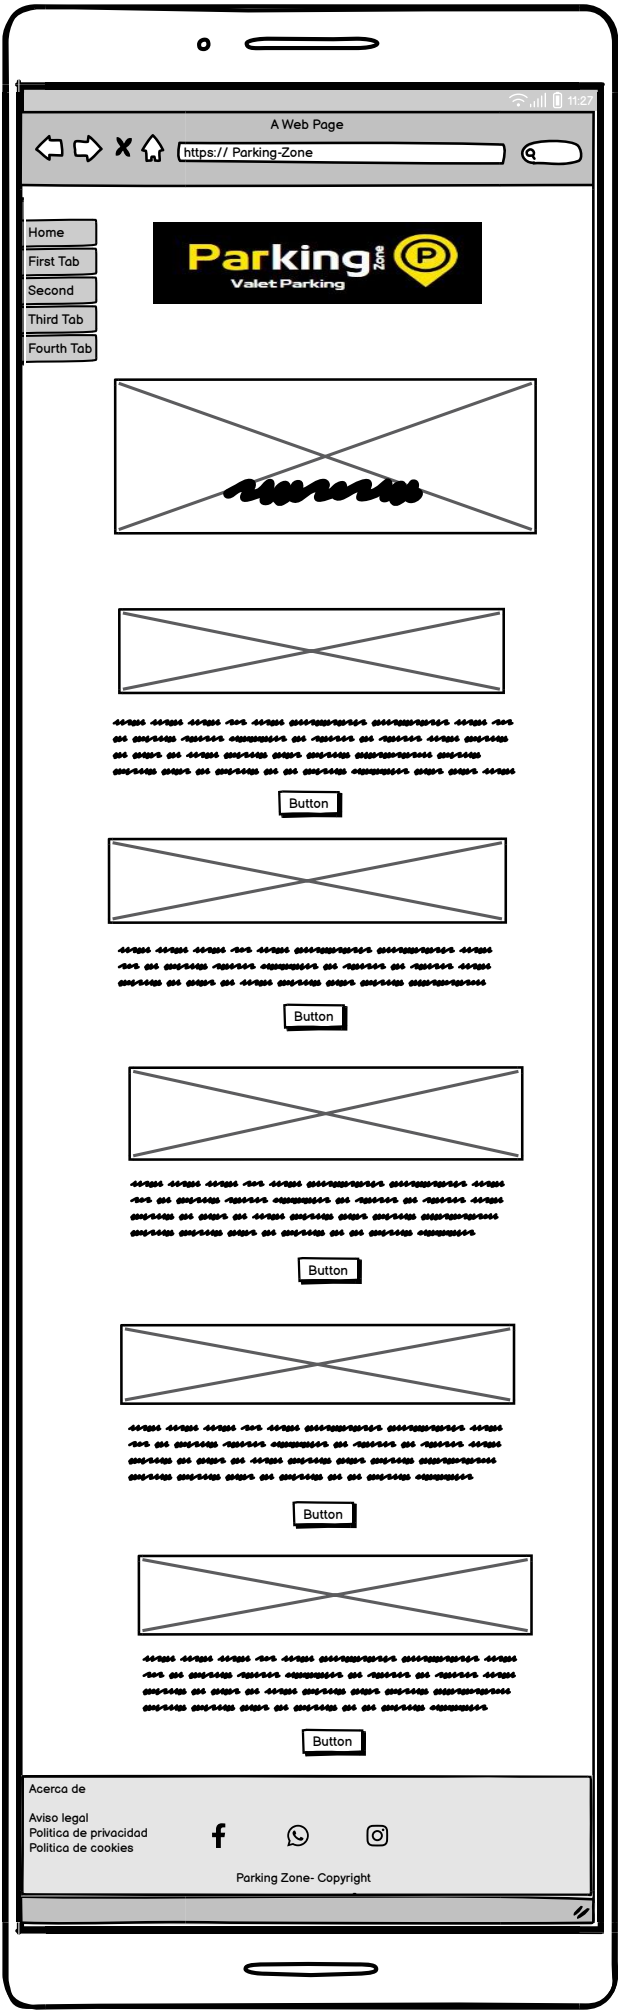 11:27
A Web Page
https:// Parking-Zone
Home
First Tab
Second
Third Tab
Fourth Tab
Parking Zone
P
Valet Parking
Button
Button
Button
Button
Button
Acerca de
Aviso legal
Politica de privacidad
Politica de cookies
Parking Zone- Copyright